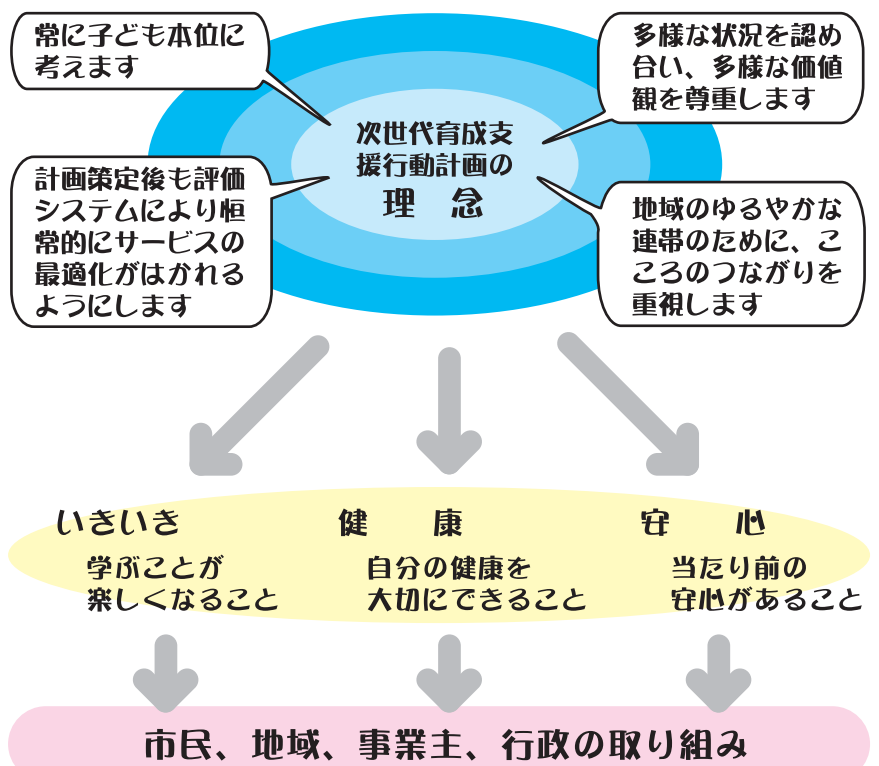 常に子ども本位に
考えます
多様な状況を認め
合い、多様な価値
観を尊重します
次世代育成支
援行動計画の
理　念
計画策定後も評価
システムにより恒
常的にサービスの
最適化がはかれる
ようにします
地域のゆるやかな
連帯のために、こ
ころのつながりを
重視します
いきいき
学ぶことが
楽しくなること
健　康
自分の健康を
大切にできること
安　心
当たり前の
安心があること
市民、地域、事業主、行政の取り組み